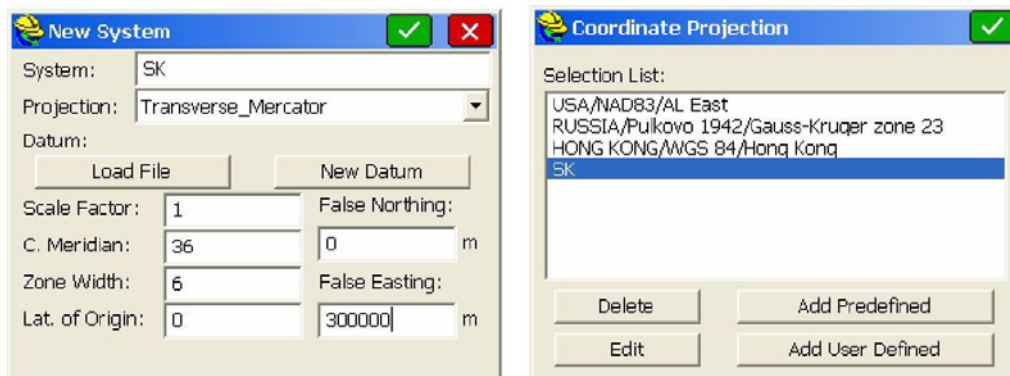 New System
System: SK
Projection: Transverse_Mercator
Datum:
Load File New Datum
Scale Factor: 1 False Northing:
C. Meridian: 36 0 m
Zone Width: 6 False Easting:
Lat. of Origin: 0 300000 m
Coordinate Projection
Selection List:
USA/NAD83/AL East
RUSSIA/Pulkovo 1942/Gauss-Kruger zone 23
HONG KONG/WGS 84/Hong Kong
SK
Delete Add Predefined
Edit Add User Defined